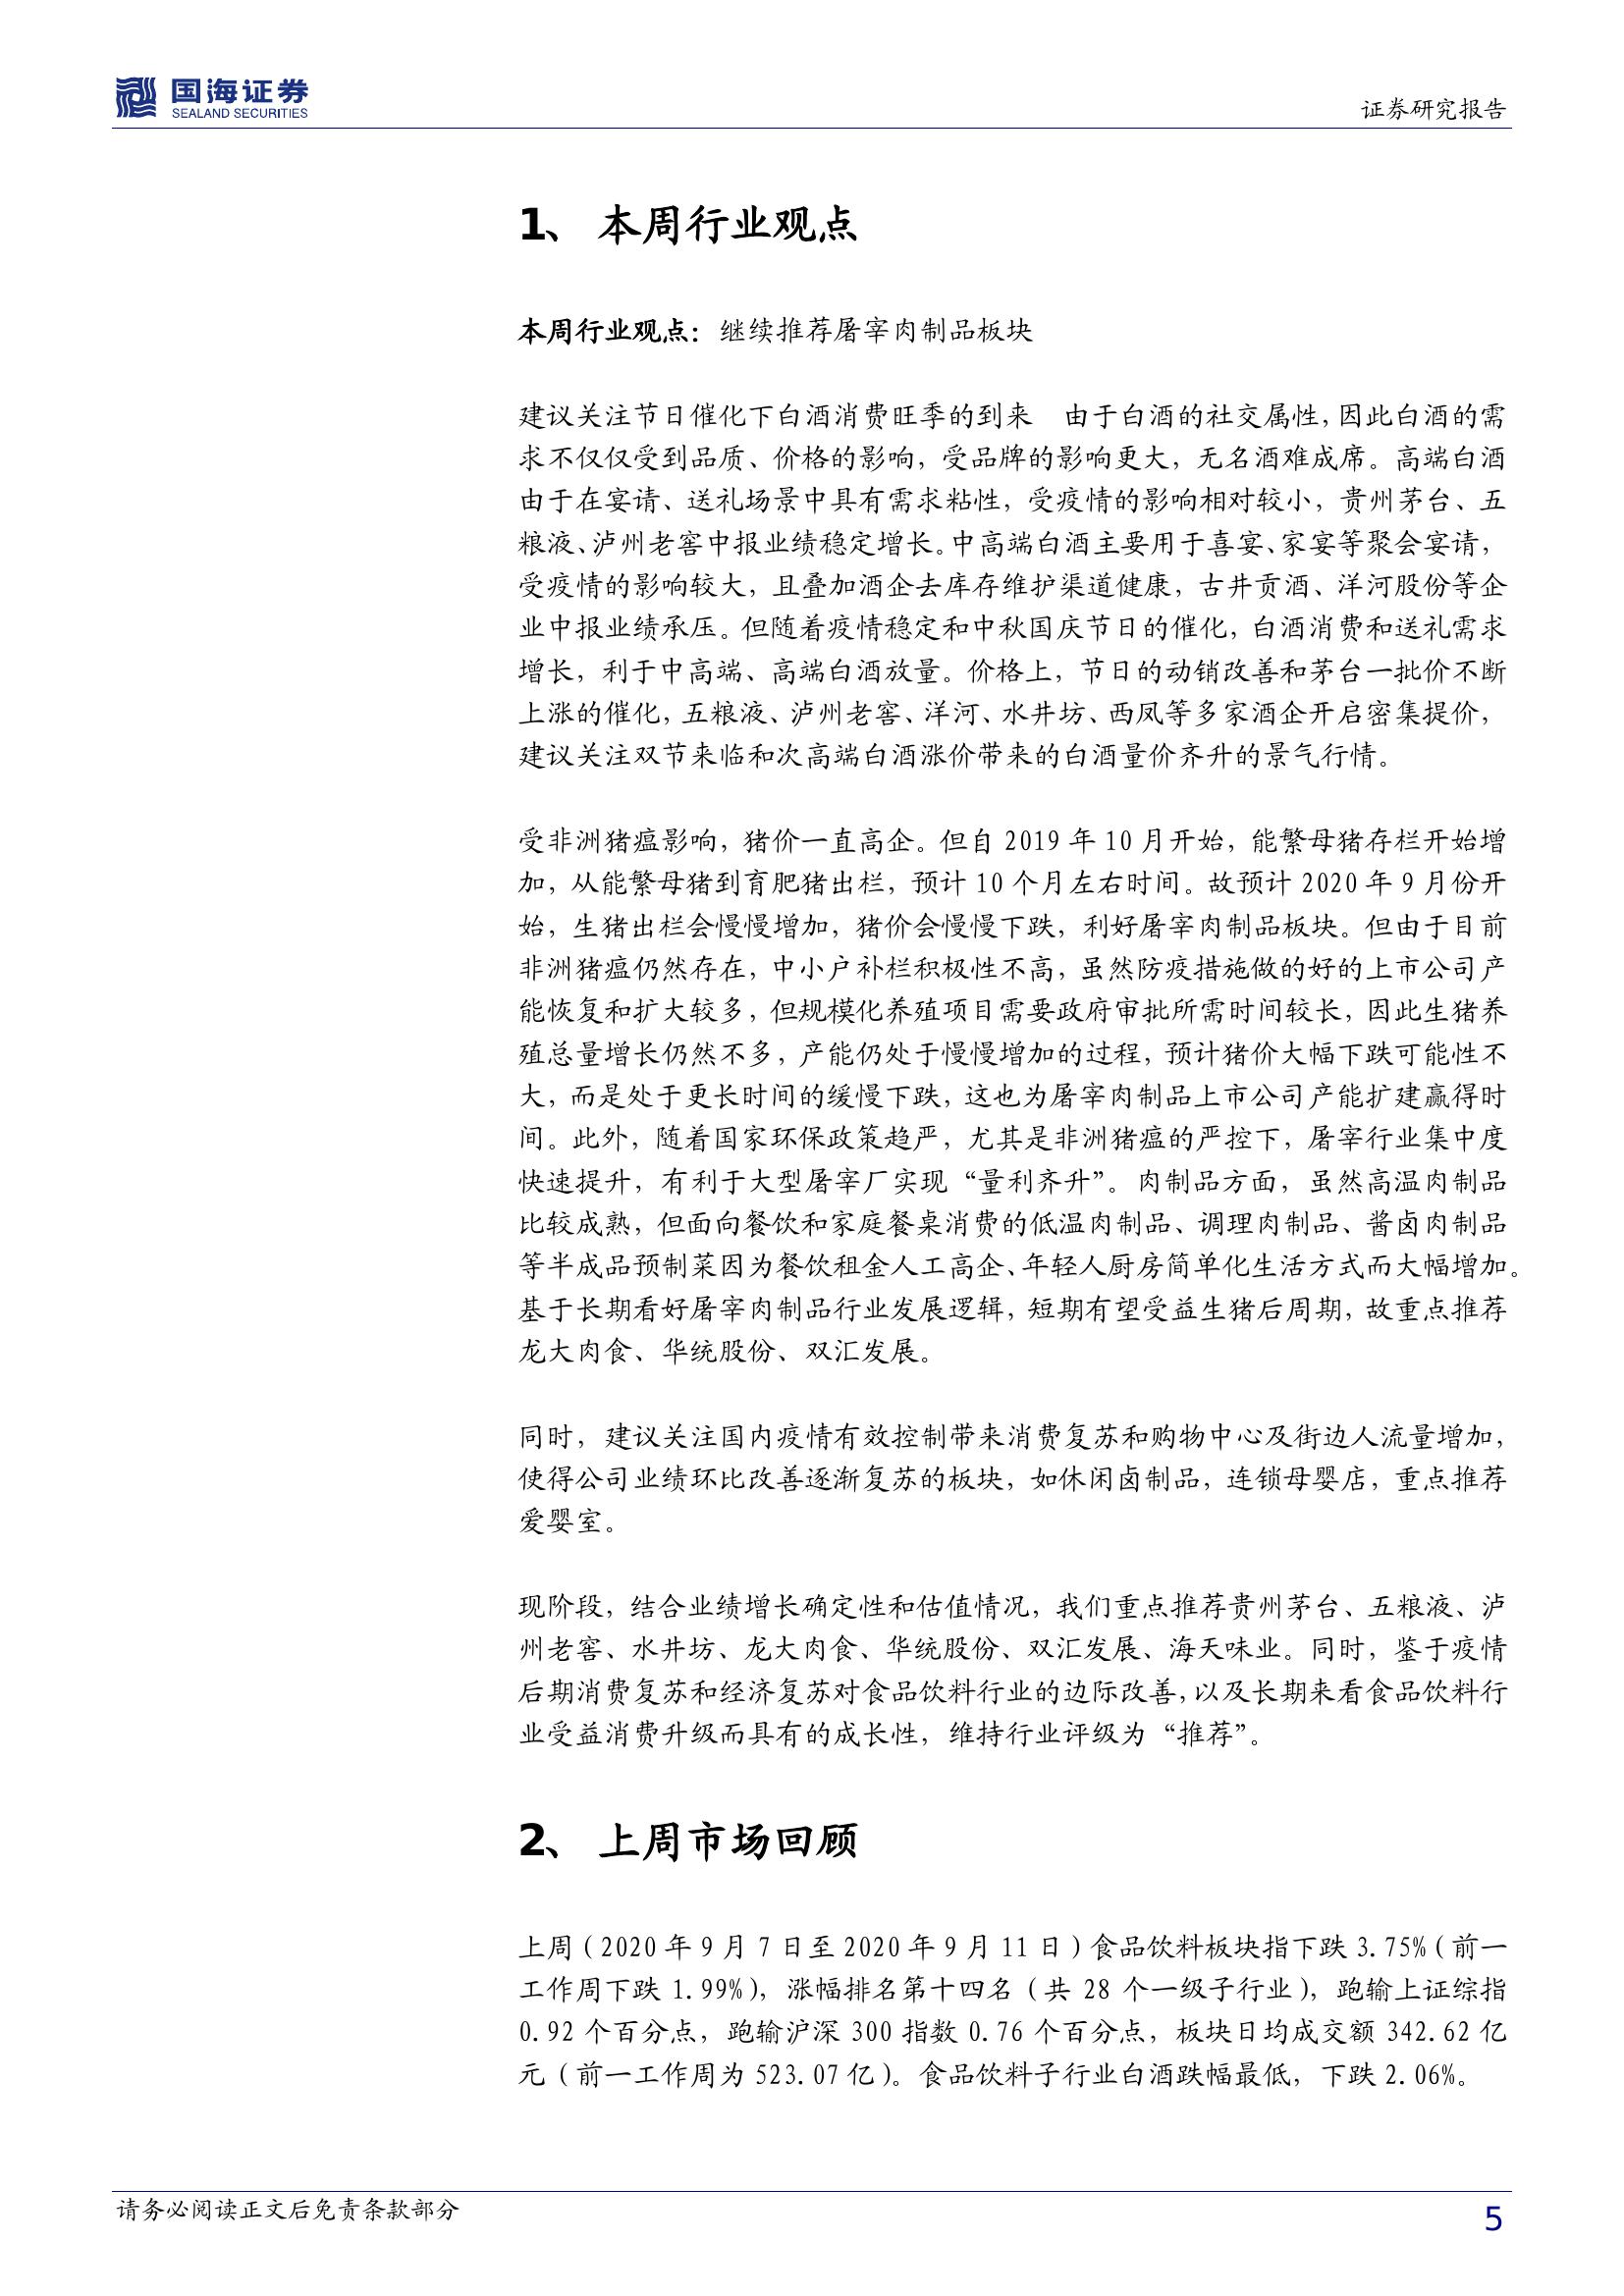 国海证券
SEALAND SECURITIES
证券研究报告
1、 本周行业观点
本周行业观点：继续推荐屠宰肉制品板块
建议关注节日催化下白酒消费旺季的到来　由于白酒的社交属性，因此白酒的需
求不仅仅受到品质、价格的影响，受品牌的影响更大，无名酒难成席。高端白酒
由于在宴请、送礼场景中具有需求粘性，受疫情的影响相对较小，贵州茅台、五
粮液、泸州老窖中报业绩稳定增长。中高端白酒主要用于喜宴、家宴等聚会宴请，
受疫情的影响较大，且叠加酒企去库存维护渠道健康，古井贡酒、洋河股份等企
业中报业绩承压。但随着疫情稳定和中秋国庆节日的催化，白酒消费和送礼需求
增长，利于中高端、高端白酒放量。价格上，节日的动销改善和茅台一批价不断
上涨的催化，五粮液、泸州老窖、洋河、水井坊、西凤等多家酒企开启密集提价，
建议关注双节来临和次高端白酒涨价带来的白酒量价齐升的景气行情。
受非洲猪瘟影响，猪价一直高企。但自 2019 年 10 月开始，能繁母猪存栏开始增
加，从能繁母猪到育肥猪出栏，预计 10 个月左右时间。故预计 2020 年 9 月份开
始，生猪出栏会慢慢增加，猪价会慢慢下跌，利好屠宰肉制品板块。但由于目前
非洲猪瘟仍然存在，中小户补栏积极性不高，虽然防疫措施做的好的上市公司产
能恢复和扩大较多，但规模化养殖项目需要政府审批所需时间较长，因此生猪养
殖总量增长仍然不多，产能仍处于慢慢增加的过程，预计猪价大幅下跌可能性不
大，而是处于更长时间的缓慢下跌，这也为屠宰肉制品上市公司产能扩建赢得时
间。此外，随着国家环保政策趋严，尤其是非洲猪瘟的严控下，屠宰行业集中度
快速提升，有利于大型屠宰厂实现“量利齐升”。肉制品方面，虽然高温肉制品
比较成熟，但面向餐饮和家庭餐桌消费的低温肉制品、调理肉制品、酱卤肉制品
等半成品预制菜因为餐饮租金人工高企、年轻人厨房简单化生活方式而大幅增加。
基于长期看好屠宰肉制品行业发展逻辑，短期有望受益生猪后周期，故重点推荐
龙大肉食、华统股份、双汇发展。
同时，建议关注国内疫情有效控制带来消费复苏和购物中心及街边人流量增加，
使得公司业绩环比改善逐渐复苏的板块，如休闲卤制品，连锁母婴店，重点推荐
爱婴室。
现阶段，结合业绩增长确定性和估值情况，我们重点推荐贵州茅台、五粮液、泸
州老窖、水井坊、龙大肉食、华统股份、双汇发展、海天味业。同时，鉴于疫情
后期消费复苏和经济复苏对食品饮料行业的边际改善，以及长期来看食品饮料行
业受益消费升级而具有的成长性，维持行业评级为“推荐”。
2、 上周市场回顾
上周（2020 年 9 月 7 日至 2020 年 9 月 11 日）食品饮料板块指下跌 3.75%（前一
工作周下跌 1.99%），涨幅排名第十四名（共 28 个一级子行业），跑输上证综指
0.92 个百分点，跑输沪深 300 指数 0.76 个百分点，板块日均成交额 342.62 亿
元（前一工作周为 523.07 亿）。食品饮料子行业白酒跌幅最低，下跌 2.06%。
请务必阅读正文后免责条款部分
5